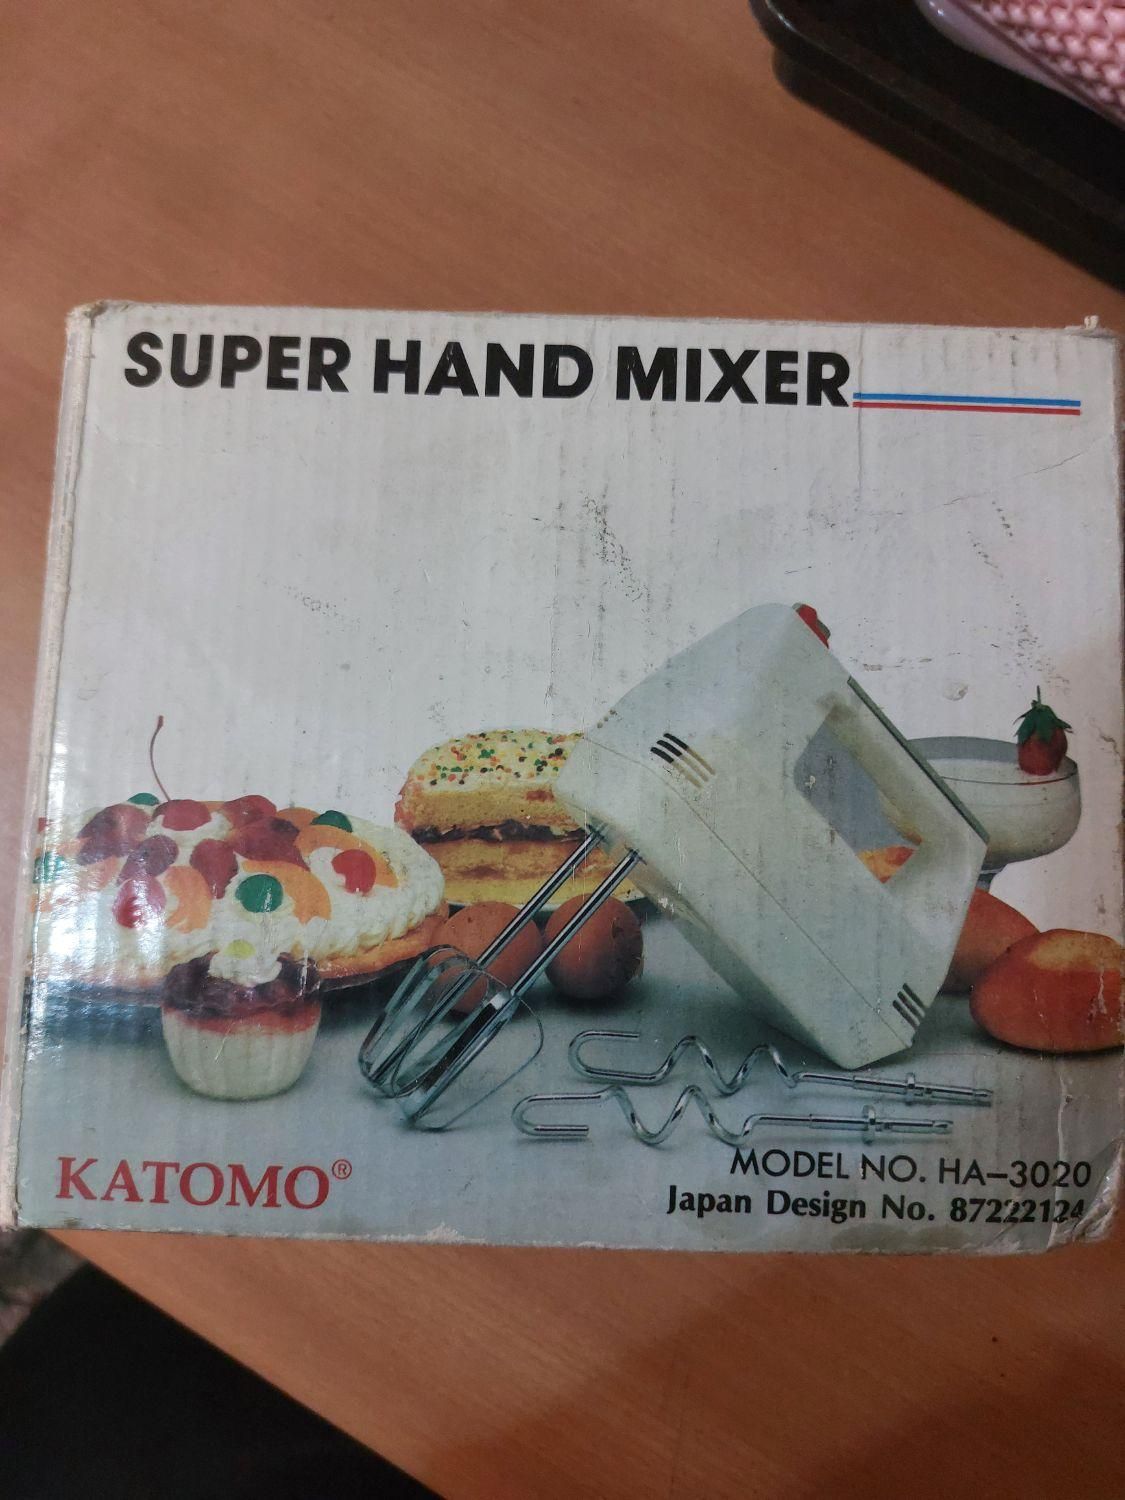 SUPER HAND MIXER
KATOMO®
MODEL NO. HA–3020
Japan Design No. 87222124